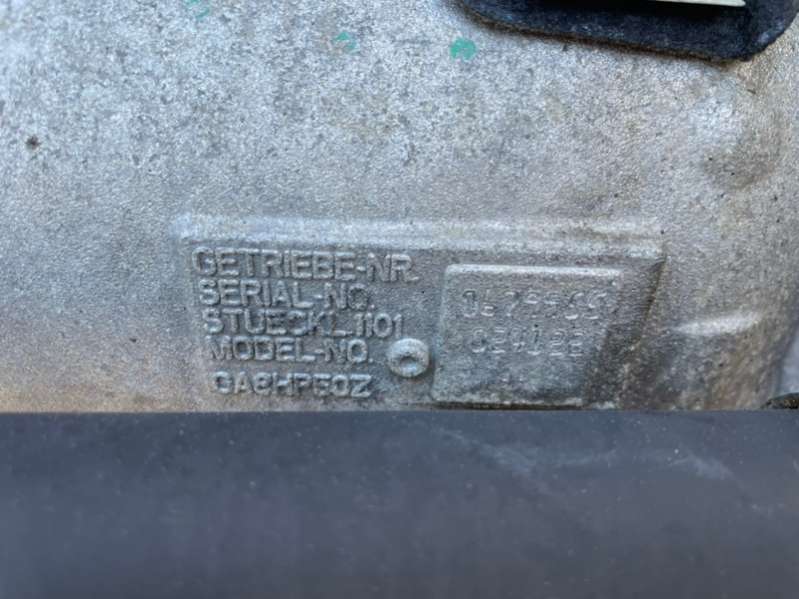 GETRIEBE-NR.
SERIAL-NO.
STUECKL.1101
MODEL-NO.
GA8HP50Z